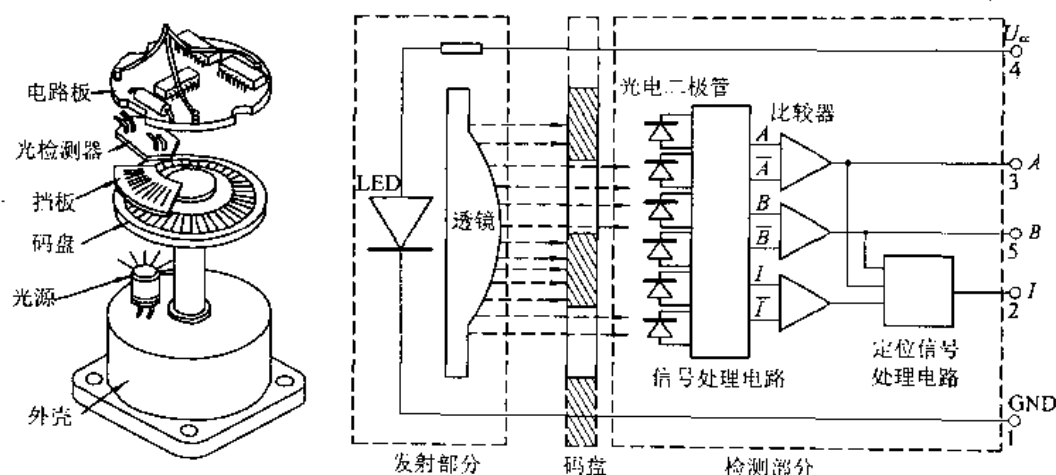 电路板
光检测器
挡板
码盘
光源
外壳
LED
透镜
发射部分
码盘
光电二极管
比较器
A
A̅
B
B̅
I
I̅
信号处理电路
定位信号
处理电路
检测部分
Ucc
4
A
3
B
5
I
2
GND
1